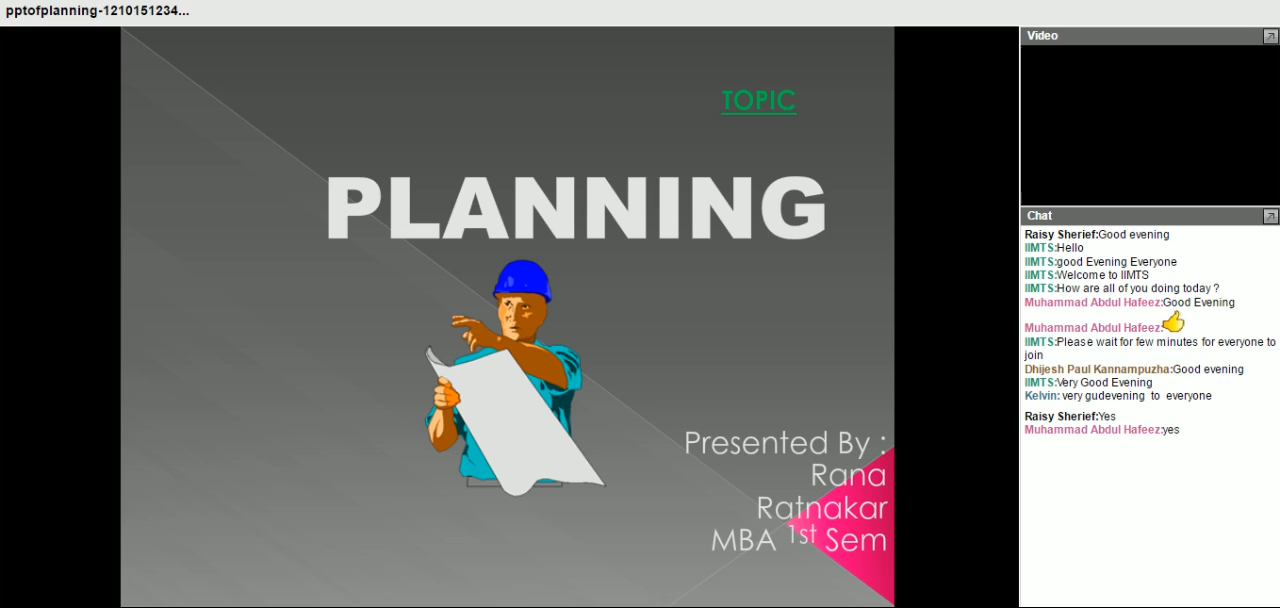 pptofplanning-1210151234...
TOPIC
PLANNING
Presented By :
Rana
Ratnakar
MBA 1st Sem
Video
Chat
Raisy Sherief:Good evening
IIMTS:Hello
IIMTS:good Evening Everyone
IIMTS:Welcome to IIMTS
IIMTS:How are all of you doing today ?
Muhammad Abdul Hafeez:Good Evening
Muhammad Abdul Hafeez:
IIMTS:Please wait for few minutes for everyone to
join
Dhijesh Paul Kannampuzha:Good evening
IIMTS:Very Good Evening
Kelvin: very gudevening to everyone
Raisy Sherief:Yes
Muhammad Abdul Hafeez:yes